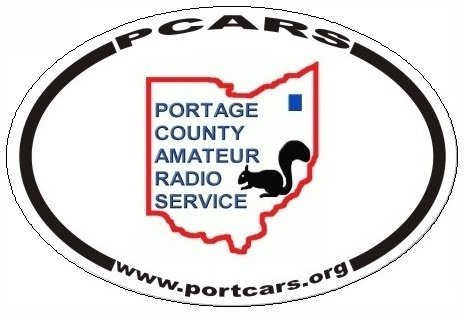 PCARS
PORTAGE
COUNTY
AMATEUR
RADIO
SERVICE
www.portcars.org